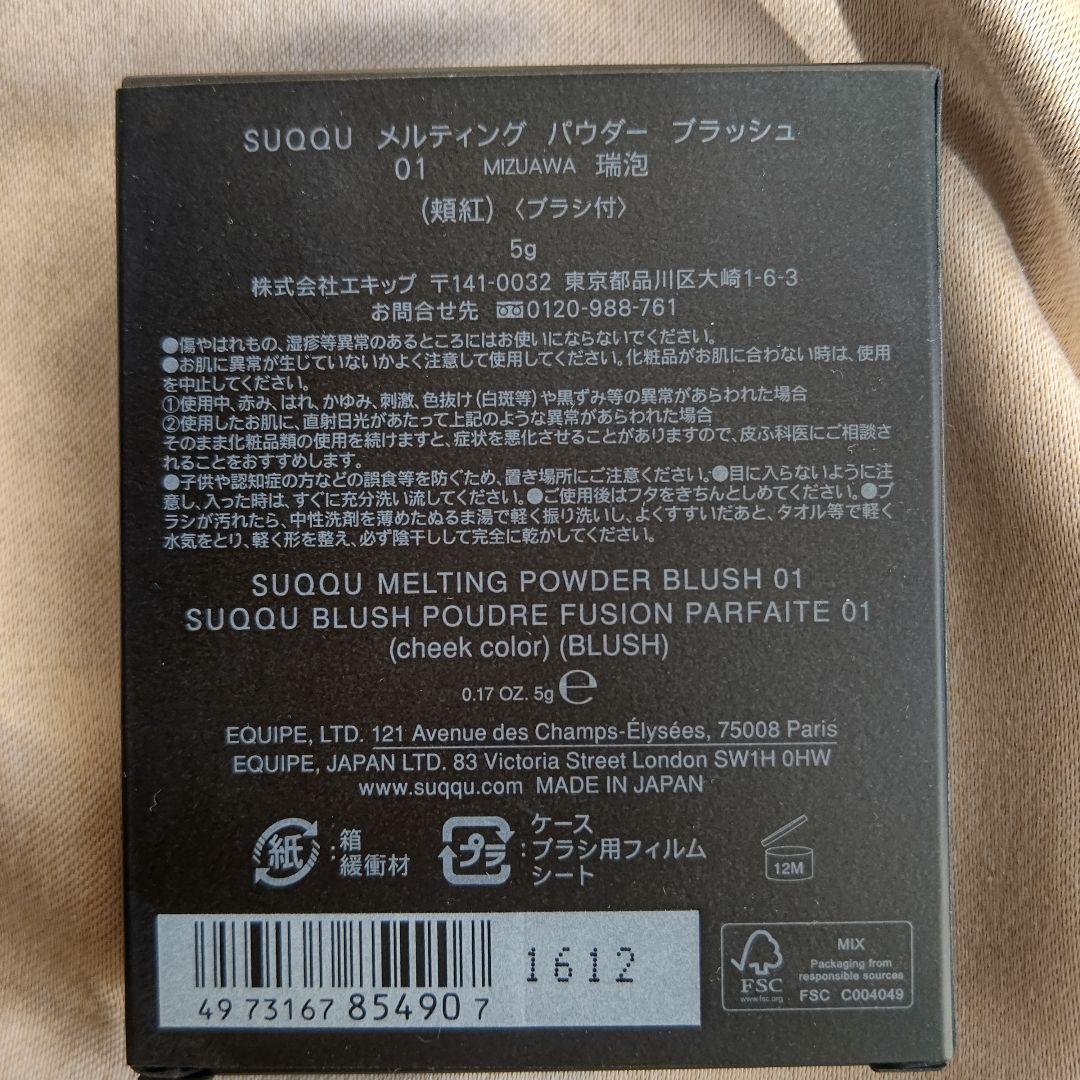 SUQQU メルティング パウダー ブラッシュ
01 MIZUAWA 瑞泡
(頬紅)〈ブラシ付〉
5g
株式会社エキップ 〒141-0032 東京都品川区大崎1-6-3
お問合せ先 0120-988-761
●傷やはれもの、湿疹等異常のあるところにはお使いにならないでください。
●お肌に異常が生じていないかよく注意して使用してください。化粧品がお肌に合わない時は、使用
を中止してください。
①使用中、赤み、はれ、かゆみ、刺激、色抜け(白斑等)や黒ずみ等の異常があらわれた場合
②使用したお肌に、直射日光があたって上記のような異常があらわれた場合
そのまま化粧品類の使用を続けますと、症状を悪化させることがありますので、皮ふ科医にご相談さ
れることをおすすめします。
●子供や認知症の方などの誤食等を防ぐため、置き場所にご注意ください。●目に入らないように注
意し、入った時は、すぐに充分洗い流してください。●ご使用後はフタをきちんとしめてください。●ブ
ラシが汚れたら、中性洗剤を薄めたぬるま湯で軽く振り洗いし、よくすすいだあと、タオル等で軽く
水気をとり、軽く形を整え、必ず陰干しして完全に乾かしてください。
SUQQU MELTING POWDER BLUSH 01
SUQQU BLUSH POUDRE FUSION PARFAITE 01
(cheek color) (BLUSH)
0.17 OZ. 5g ℮
EQUIPE, LTD. 121 Avenue des Champs-Élysées, 75008 Paris
EQUIPE, JAPAN LTD. 83 Victoria Street London SW1H 0HW
www.suqqu.com MADE IN JAPAN
紙 : 箱
緩衝材
プラ : ケース
ブラシ用フィルム
シート
12M
1612
4973167854907
FSC
www.fsc.org
MIX
Packaging from
responsible sources
FSC C004049